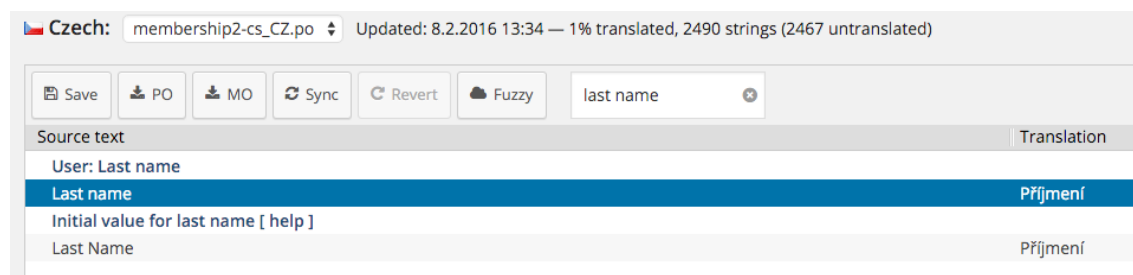 Czech: membership2-cs_CZ.po Updated: 8.2.2016 13:34 — 1% translated, 2490 strings (2467 untranslated)
Save PO MO Sync Revert Fuzzy last name
Source text Translation
User: Last name
Last name Příjmení
Initial value for last name [ help ]
Last Name Příjmení